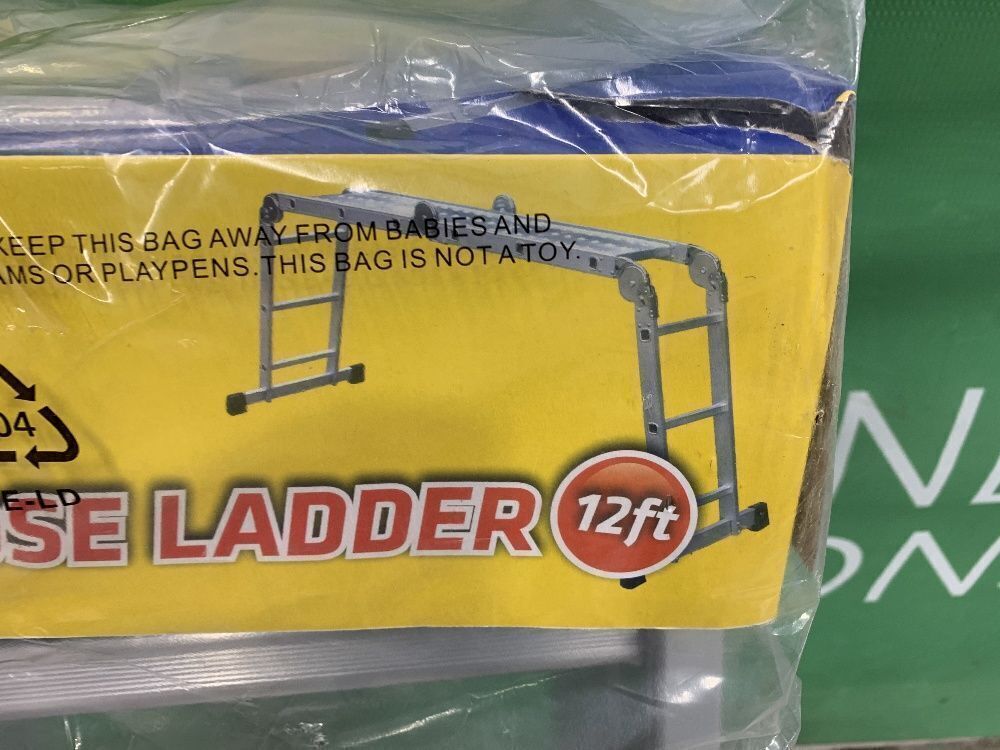 KEEP THIS BAG AWAY FROM BABIES AND
AMS OR PLAYPENS.THIS BAG IS NOT A TOY.
04
E-LD
USE LADDER
12ft